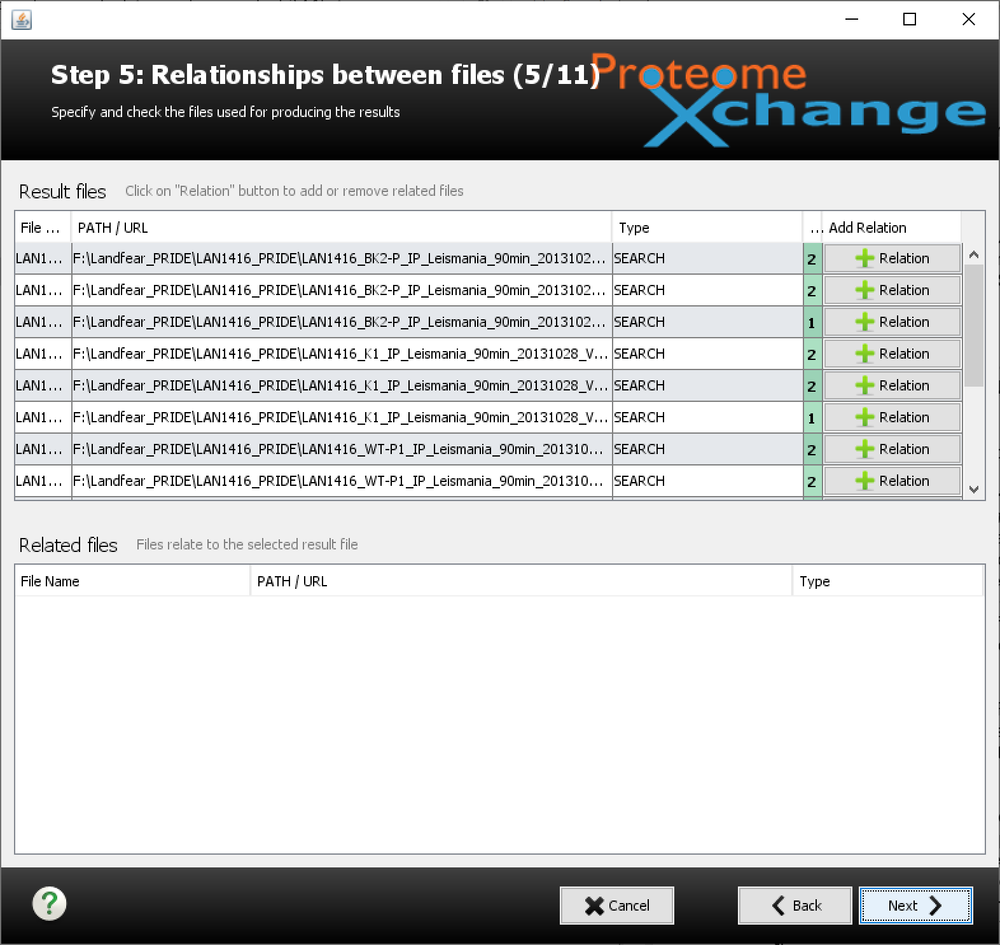 Step 5: Relationships between files (5/11)
Proteome
Xchange
Specify and check the files used for producing the results
Result files Click on "Relation" button to add or remove related files
File ... PATH / URL Type ... Add Relation
LAN1... F:\Landfear_PRIDE\LAN1416_PRIDE\LAN1416_BK2-P_IP_Leismania_90min_2013102... SEARCH 2 Relation
LAN1... F:\Landfear_PRIDE\LAN1416_PRIDE\LAN1416_BK2-P_IP_Leismania_90min_2013102... SEARCH 2 Relation
LAN1... F:\Landfear_PRIDE\LAN1416_PRIDE\LAN1416_BK2-P_IP_Leismania_90min_2013102... SEARCH 1 Relation
LAN1... F:\Landfear_PRIDE\LAN1416_PRIDE\LAN1416_K1_IP_Leismania_90min_20131028_V... SEARCH 2 Relation
LAN1... F:\Landfear_PRIDE\LAN1416_PRIDE\LAN1416_K1_IP_Leismania_90min_20131028_V... SEARCH 2 Relation
LAN1... F:\Landfear_PRIDE\LAN1416_PRIDE\LAN1416_K1_IP_Leismania_90min_20131028_V... SEARCH 1 Relation
LAN1... F:\Landfear_PRIDE\LAN1416_PRIDE\LAN1416_WT-P1_IP_Leismania_90min_201310... SEARCH 2 Relation
LAN1... F:\Landfear_PRIDE\LAN1416_PRIDE\LAN1416_WT-P1_IP_Leismania_90min_201310... SEARCH 2 Relation
Related files Files relate to the selected result file
File Name PATH / URL Type
? Cancel Back Next